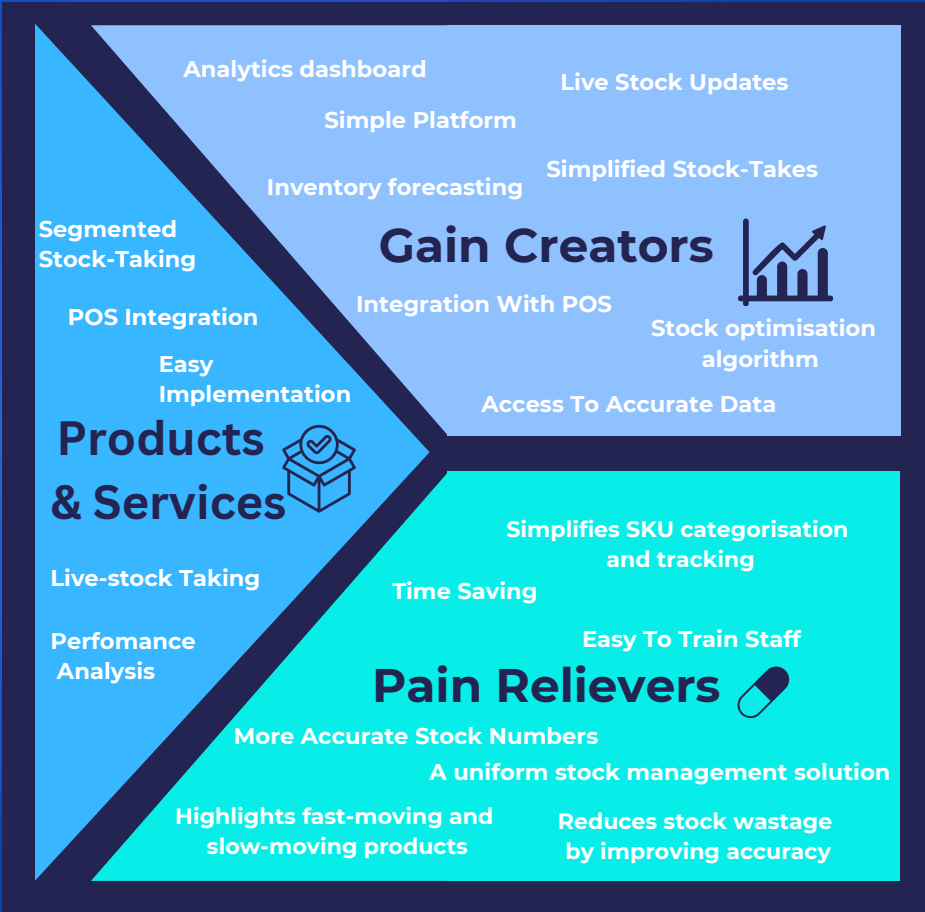 Analytics dashboard
Live Stock Updates
Simple Platform
Simplified Stock-Takes
Inventory forecasting
Gain Creators
Integration With POS
Stock optimisation
algorithm
Access To Accurate Data
Segmented
Stock-Taking
POS Integration
Easy
Implementation
Products
& Services
Live-stock Taking
Perfomance
Analysis
Simplifies SKU categorisation
and tracking
Time Saving
Easy To Train Staff
Pain Relievers
More Accurate Stock Numbers
A uniform stock management solution
Highlights fast-moving and
slow-moving products
Reduces stock wastage
by improving accuracy